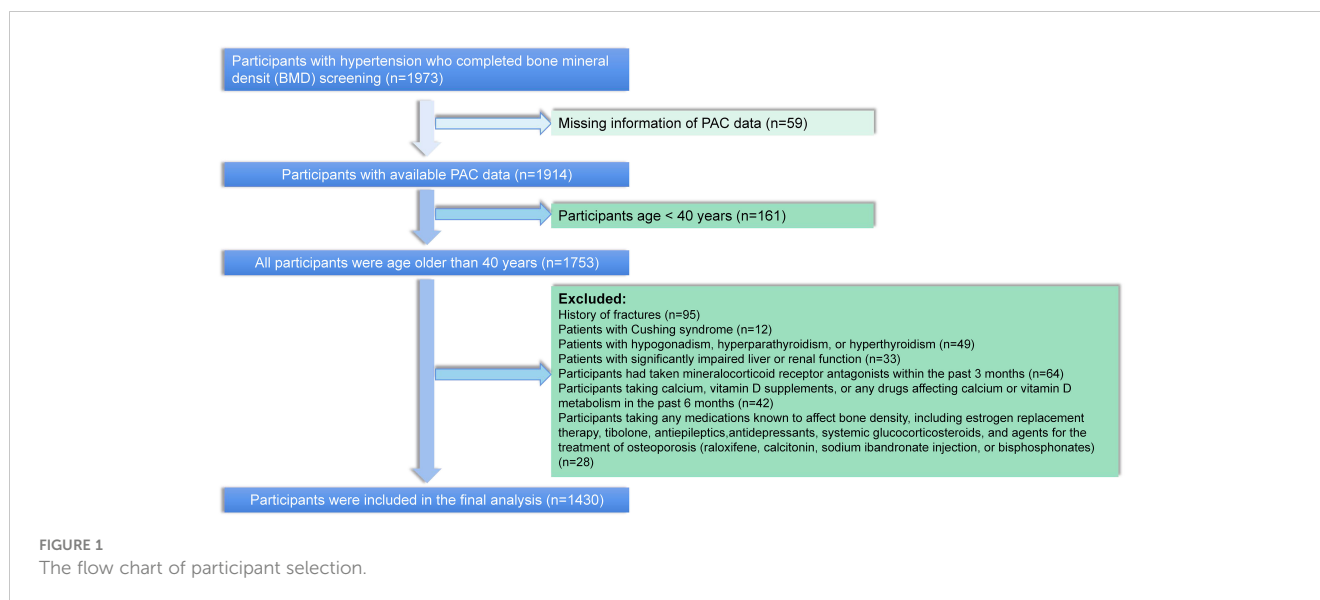 Participants with hypertension who completed bone mineral
densit (BMD) screening (n=1973)
Missing information of PAC data (n=59)
Participants with available PAC data (n=1914)
Participants age < 40 years (n=161)
All participants were age older than 40 years (n=1753)
Excluded:
History of fractures (n=95)
Patients with Cushing syndrome (n=12)
Patients with hypogonadism, hyperparathyroidism, or hyperthyroidism (n=49)
Patients with significantly impaired liver or renal function (n=33)
Participants had taken mineralocorticoid receptor antagonists within the past 3 months (n=64)
Participants taking calcium, vitamin D supplements, or any drugs affecting calcium or vitamin D
metabolism in the past 6 months (n=42)
Participants taking any medications known to affect bone density, including estrogen replacement
therapy, tibolone, antiepileptics,antidepressants, systemic glucocorticosteroids, and agents for the
treatment of osteoporosis (raloxifene, calcitonin, sodium ibandronate injection, or bisphosphonates)
(n=28)
Participants were included in the final analysis (n=1430)
FIGURE 1
The flow chart of participant selection.